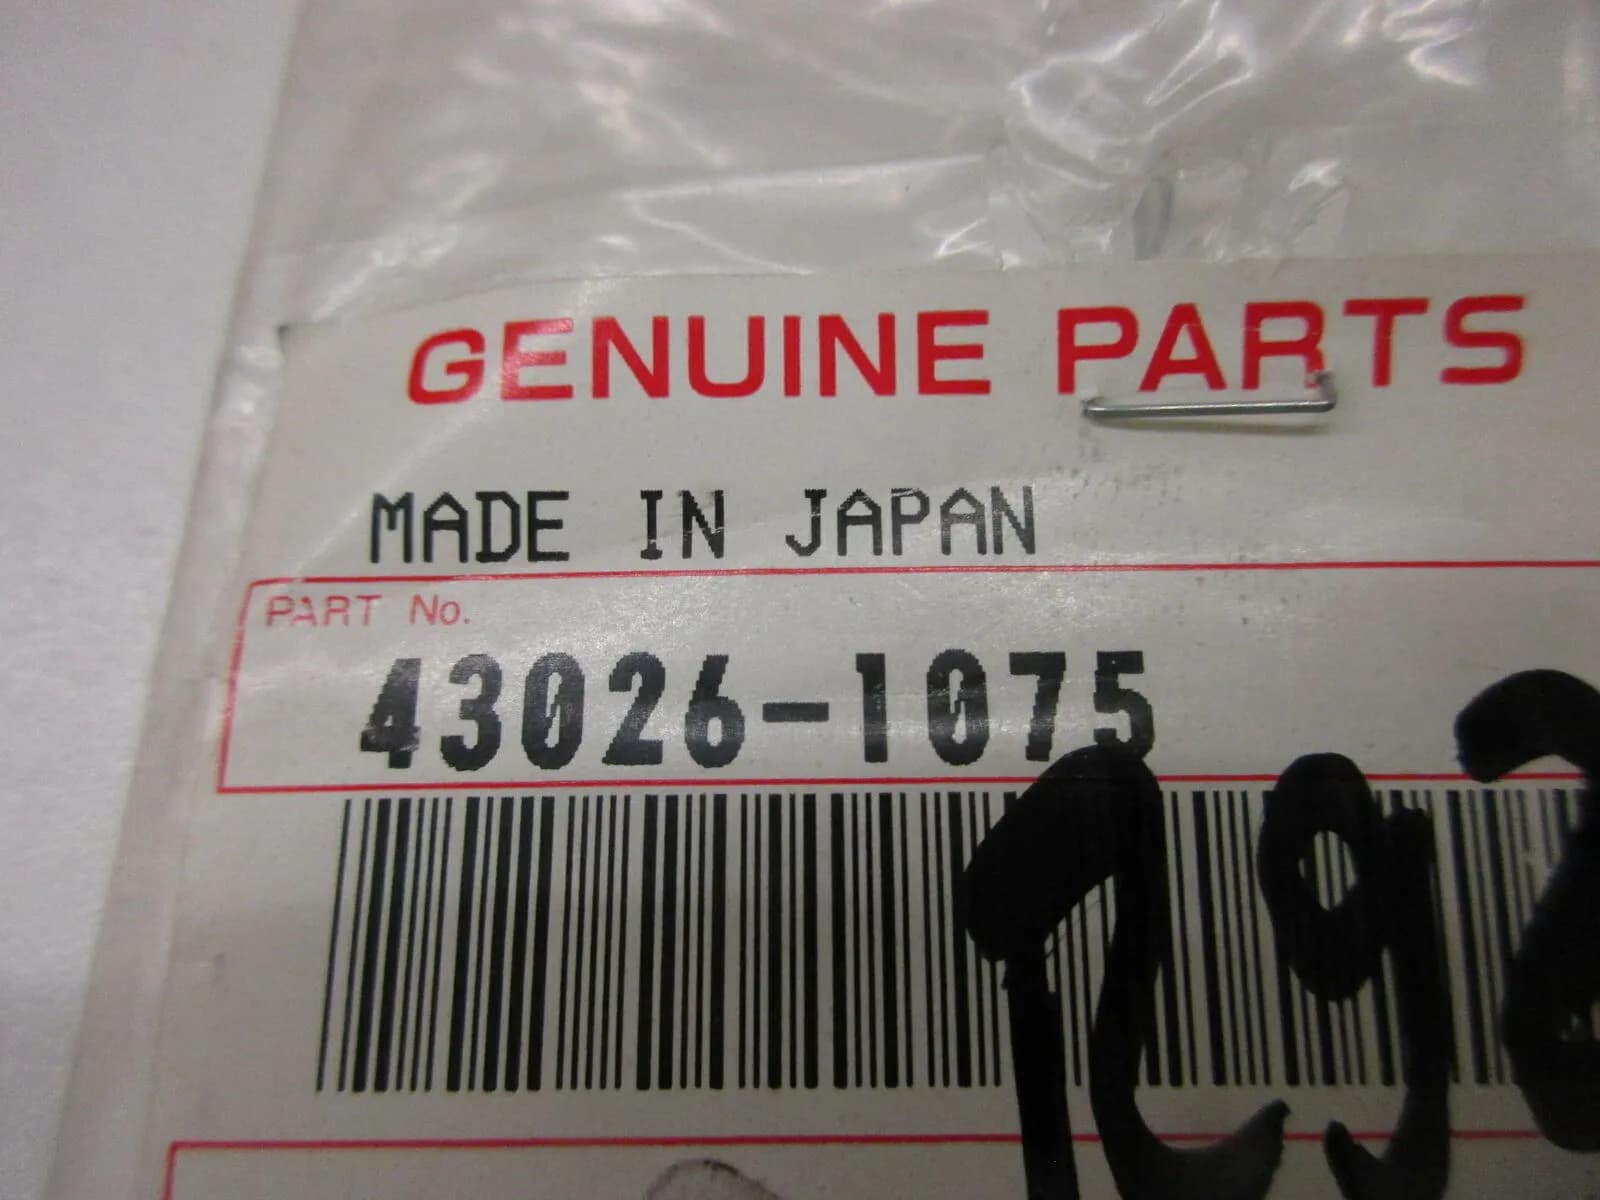 GENUINE PARTS
MADE IN JAPAN
PART No.
43026-1075